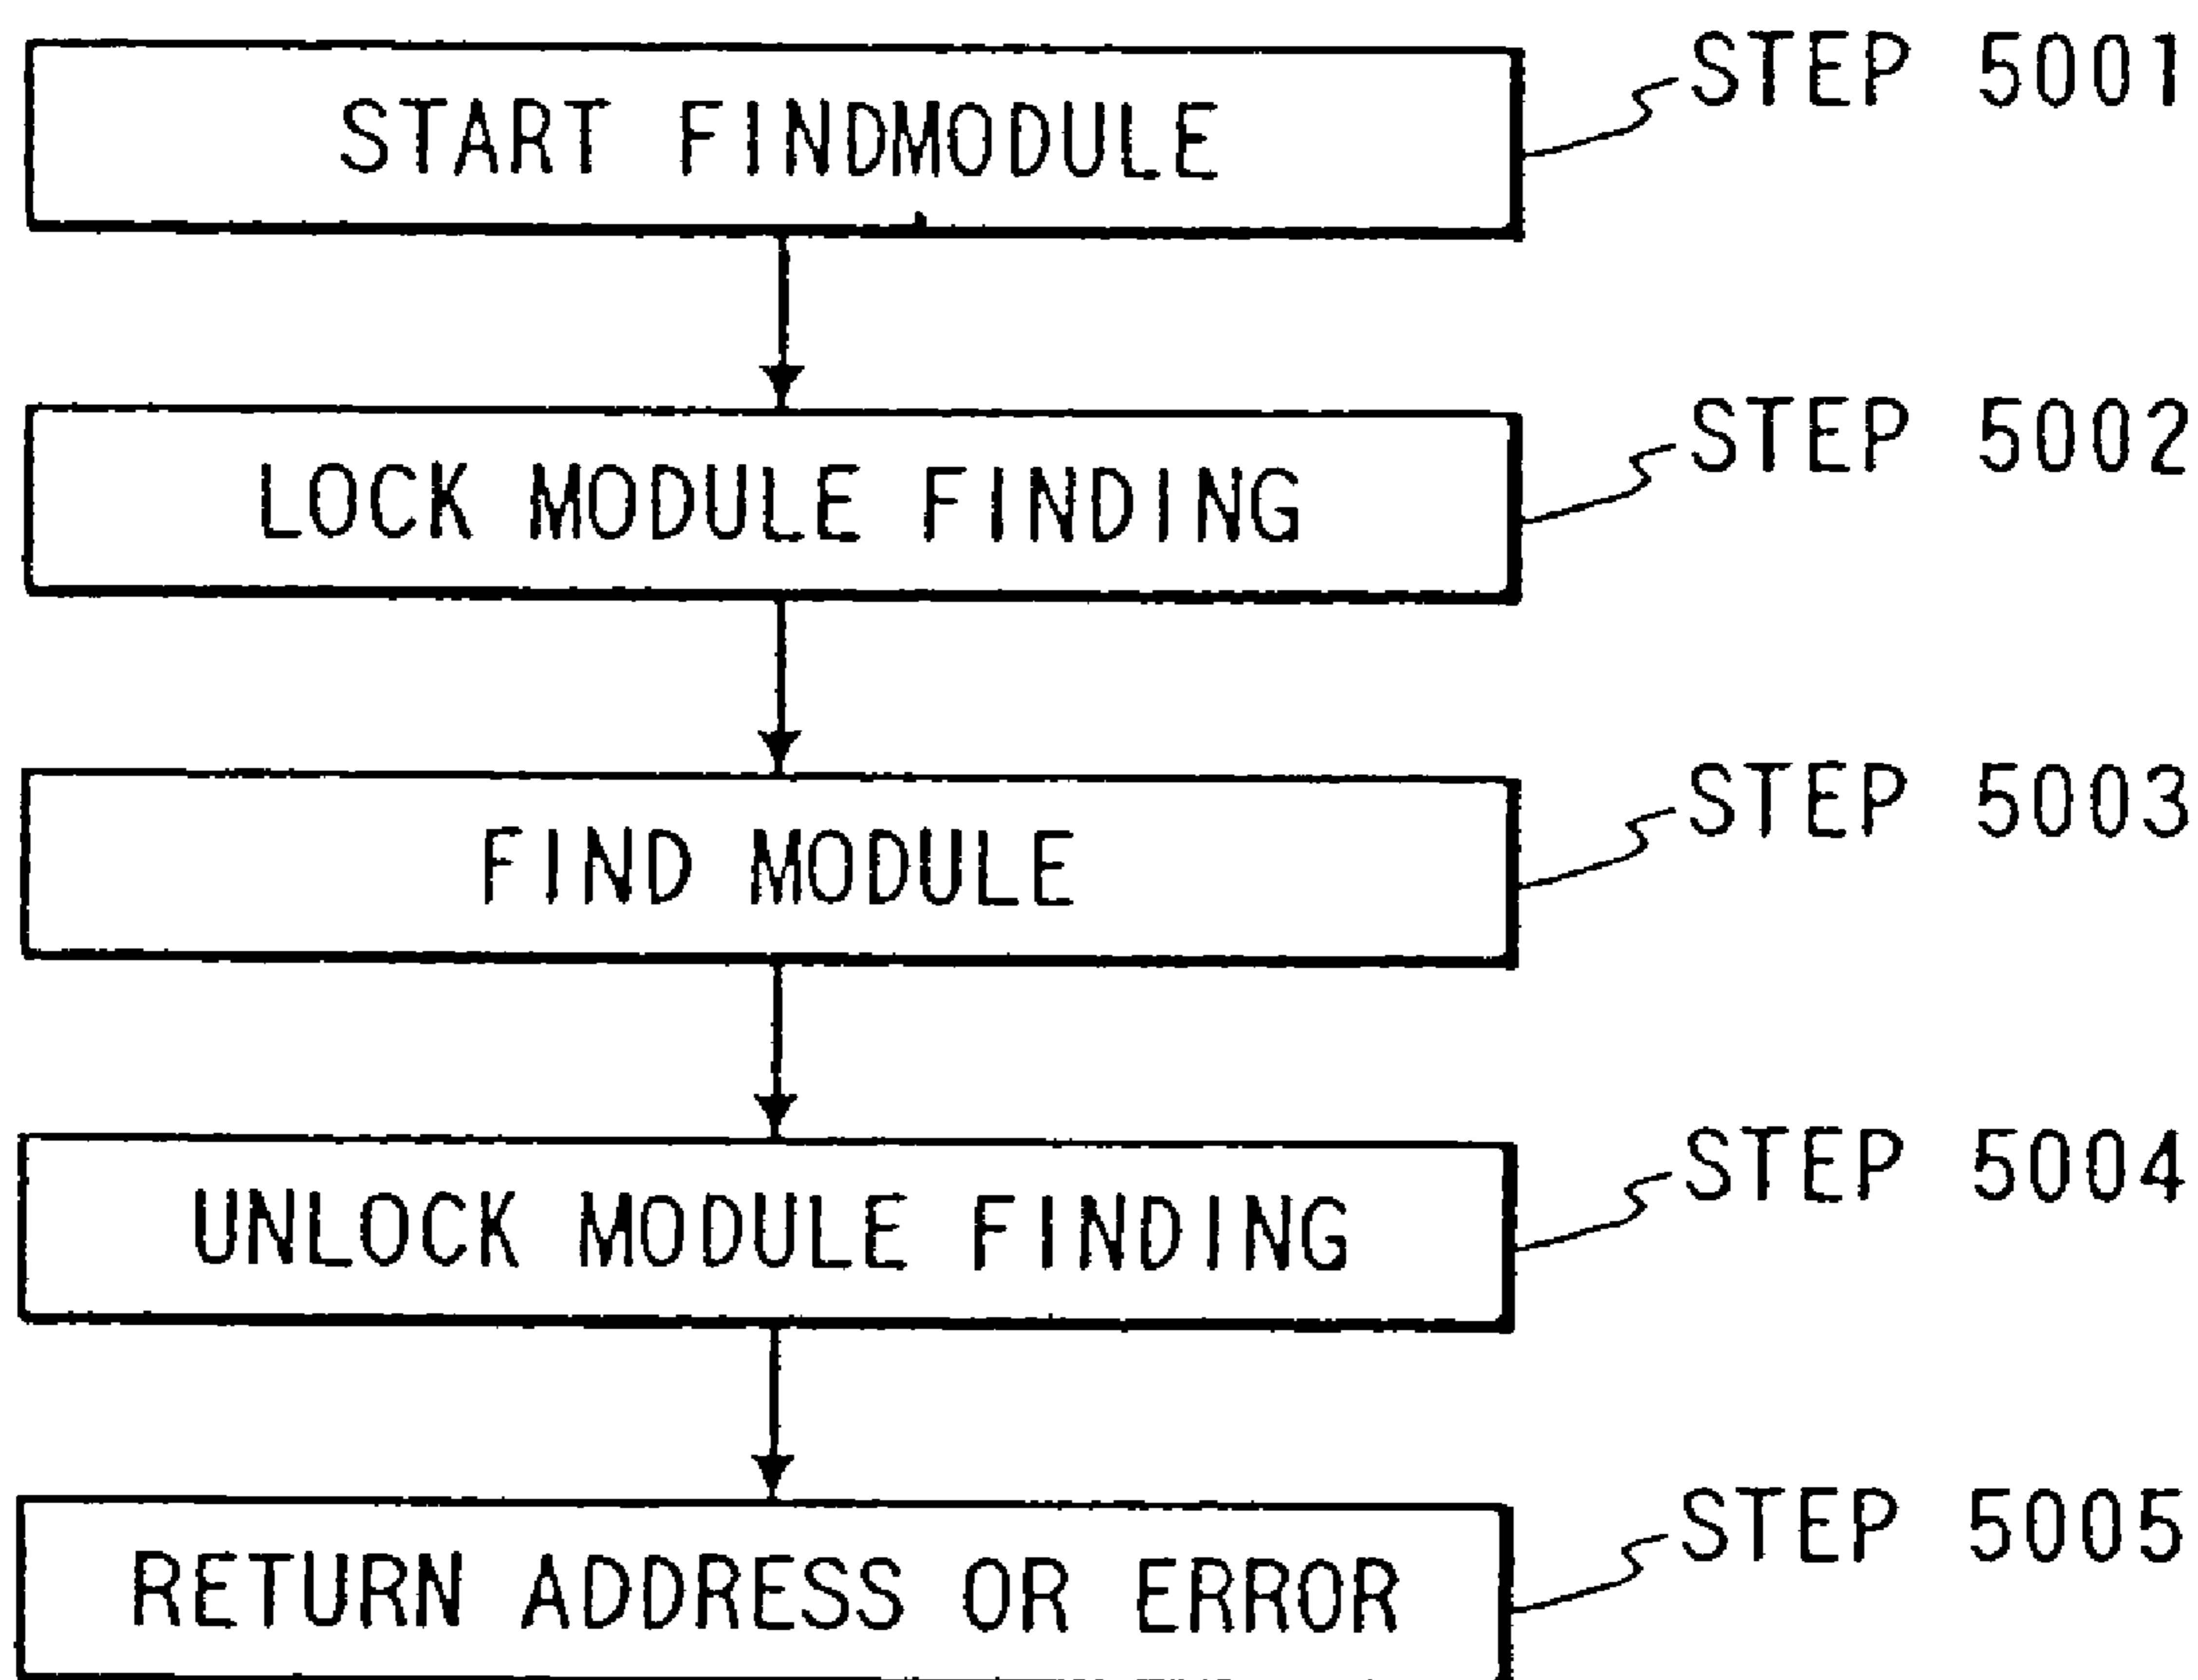 START FINDMODULE
STEP 5001
LOCK MODULE FINDING
STEP 5002
FIND MODULE
STEP 5003
UNLOCK MODULE FINDING
STEP 5004
RETURN ADDRESS OR ERROR
STEP 5005